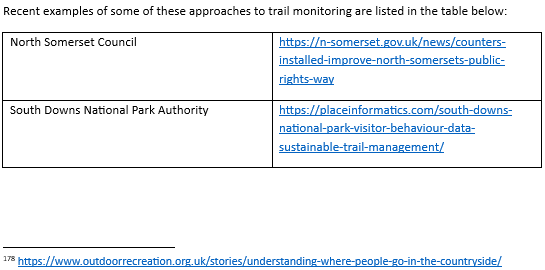 Recent examples of some of these approaches to trail monitoring are listed in the table below:
North Somerset Council
https://n-somerset.gov.uk/news/counters-
installed-improve-north-somersets-public-
rights-way
South Downs National Park Authority
https://placeinformatics.com/south-downs-
national-park-visitor-behaviour-data-
sustainable-trail-management/
178 https://www.outdoorrecreation.org.uk/stories/understanding-where-people-go-in-the-countryside/